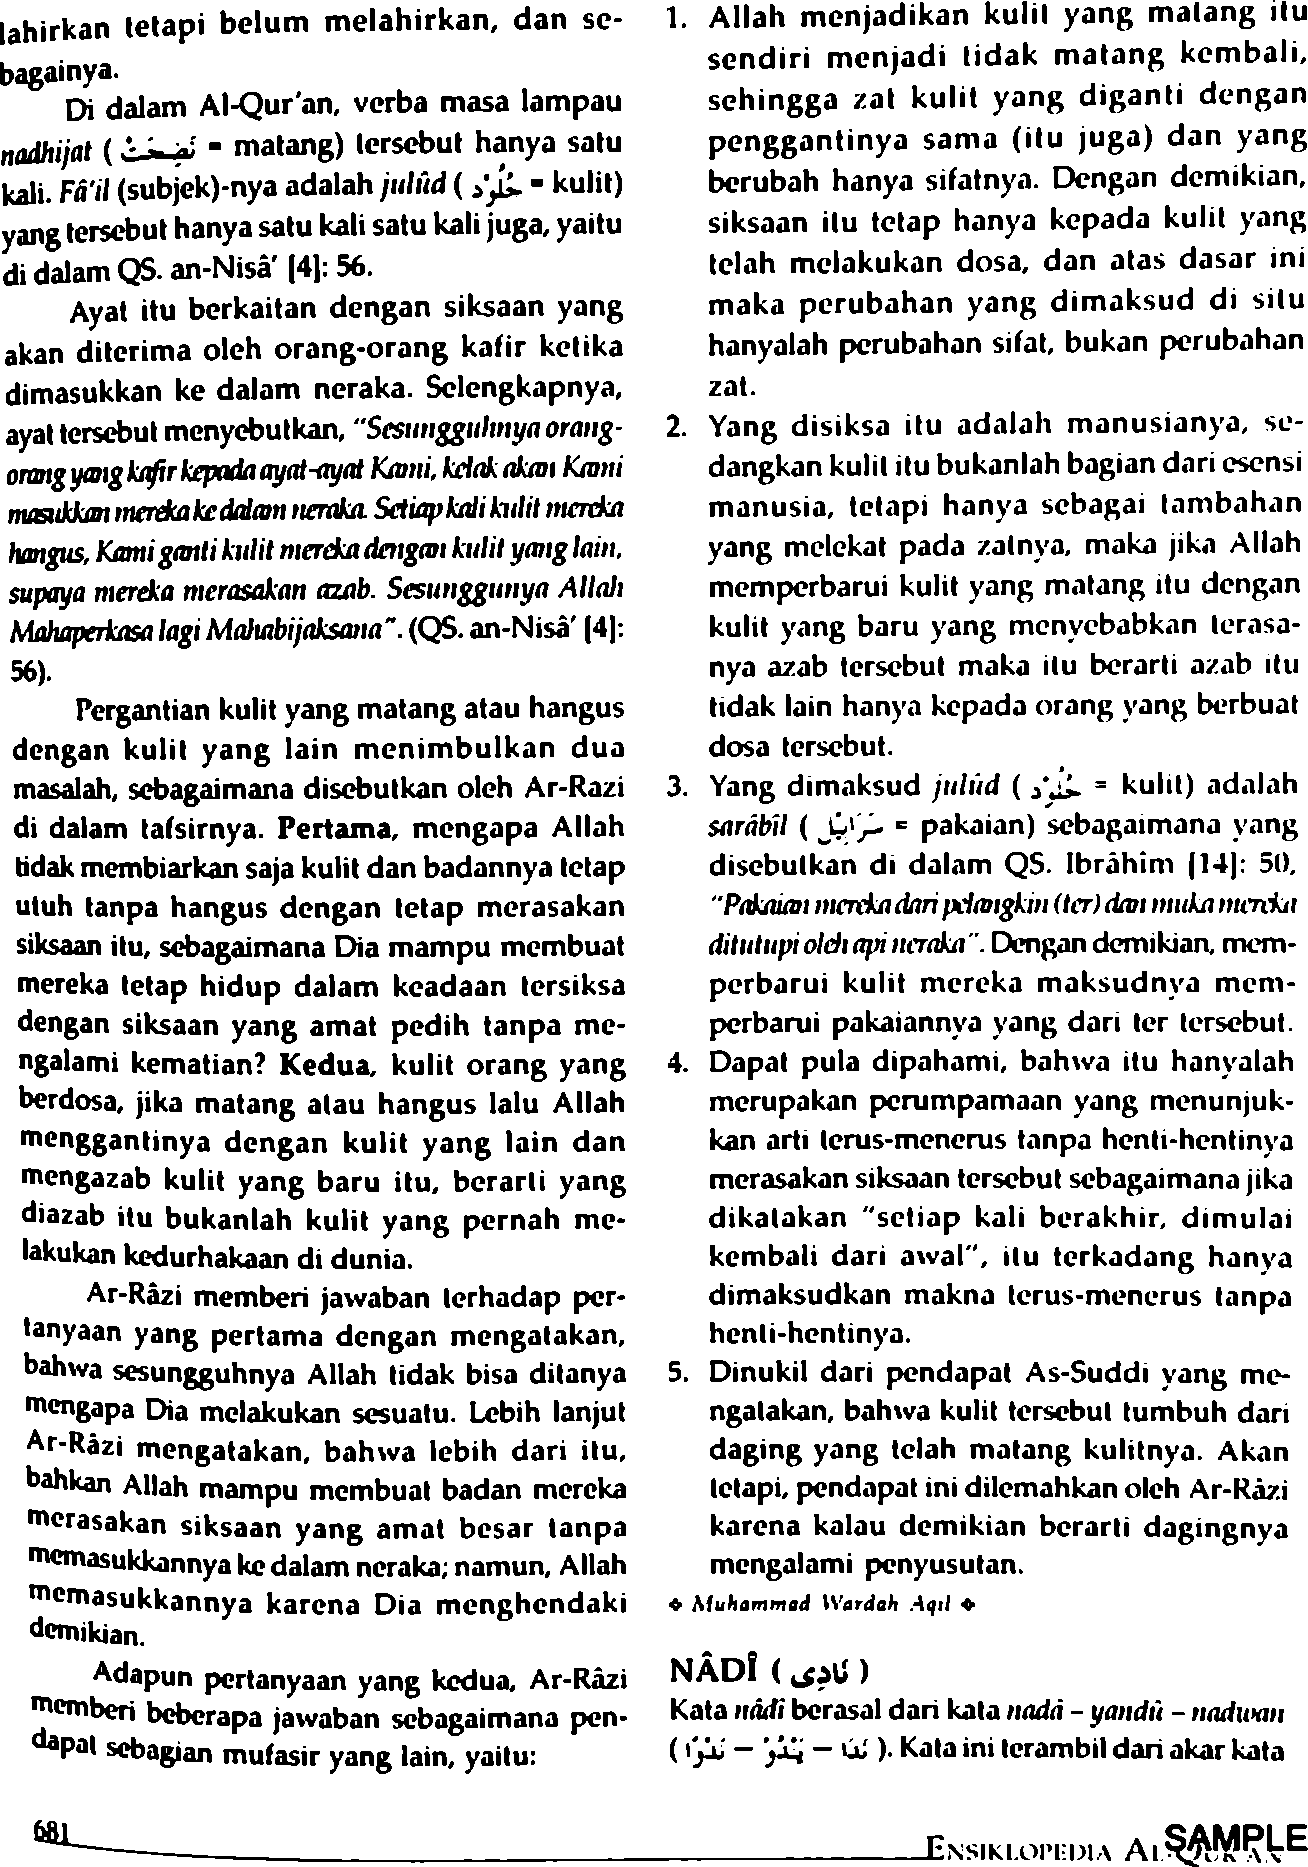 lahirkan tetapi belum melahirkan, dan se-
bagainya.
Di dalam Al-Qur'an, verba masa lampau
nadhijat ( نَضِجَتْ = matang) tersebut hanya satu
kali. Fâ'il (subjek)-nya adalah julûd ( جُلُوْد = kulit)
yang tersebut hanya satu kali satu kali juga, yaitu
di dalam QS. an-Nisâ' [4]: 56.
Ayat itu berkaitan dengan siksaan yang
akan diterima oleh orang-orang kafir ketika
dimasukkan ke dalam neraka. Selengkapnya,
ayat tersebut menyebutkan, "Sesungguhnya orang-
orang yang kafir kepada ayat-ayat Kami, kelak akan Kami
masukkan mereka ke dalam neraka. Setiap kali kulit mereka
hangus, Kami ganti kulit mereka dengan kulit yang lain,
supaya mereka merasakan azab. Sesunggunya Allah
Mahaperkasa lagi Mahabijaksana". (QS. an-Nisâ' [4]:
56).
Pergantian kulit yang matang atau hangus
dengan kulit yang lain menimbulkan dua
masalah, sebagaimana disebutkan oleh Ar-Razi
di dalam tafsirnya. Pertama, mengapa Allah
tidak membiarkan saja kulit dan badannya tetap
utuh tanpa hangus dengan tetap merasakan
siksaan itu, sebagaimana Dia mampu membuat
mereka tetap hidup dalam keadaan tersiksa
dengan siksaan yang amat pedih tanpa me-
ngalami kematian? Kedua, kulit orang yang
berdosa, jika matang atau hangus lalu Allah
menggantinya dengan kulit yang lain dan
mengazab kulit yang baru itu, berarti yang
diazab itu bukanlah kulit yang pernah me-
lakukan kedurhakaan di dunia.
Ar-Râzi memberi jawaban terhadap per-
tanyaan yang pertama dengan mengatakan,
bahwa sesungguhnya Allah tidak bisa ditanya
mengapa Dia melakukan sesuatu. Lebih lanjut
Ar-Râzi mengatakan, bahwa lebih dari itu,
bahkan Allah mampu membuat badan mereka
merasakan siksaan yang amat besar tanpa
memasukkannya ke dalam neraka; namun, Allah
memasukkannya karena Dia menghendaki
demikian.
Adapun pertanyaan yang kedua, Ar-Râzi
memberi beberapa jawaban sebagaimana pen-
dapat sebagian mufasir yang lain, yaitu:
1. Allah menjadikan kulit yang matang itu
sendiri menjadi tidak matang kembali,
sehingga zat kulit yang diganti dengan
penggantinya sama (itu juga) dan yang
berubah hanya sifatnya. Dengan demikian,
siksaan itu tetap hanya kepada kulit yang
telah melakukan dosa, dan atas dasar ini
maka perubahan yang dimaksud di situ
hanyalah perubahan sifat, bukan perubahan
zat.
2. Yang disiksa itu adalah manusianya, se-
dangkan kulit itu bukanlah bagian dari esensi
manusia, tetapi hanya sebagai tambahan
yang melekat pada zatnya, maka jika Allah
memperbarui kulit yang matang itu dengan
kulit yang baru yang menyebabkan terasa-
nya azab tersebut maka itu berarti azab itu
tidak lain hanya kepada orang yang berbuat
dosa tersebut.
3. Yang dimaksud julûd ( جُلُوْد = kulit) adalah
sarâbîl ( سَرَابِيْل = pakaian) sebagaimana yang
disebutkan di dalam QS. Ibrâhîm [14]: 50,
"Pakaian mereka dari pelangkin (ter) dan muka mereka
ditutupi oleh api neraka". Dengan demikian, mem-
perbarui kulit mereka maksudnya mem-
perbarui pakaiannya yang dari ter tersebut.
4. Dapat pula dipahami, bahwa itu hanyalah
merupakan perumpamaan yang menunjuk-
kan arti terus-menerus tanpa henti-hentinya
merasakan siksaan tersebut sebagaimana jika
dikatakan "setiap kali berakhir, dimulai
kembali dari awal", itu terkadang hanya
dimaksudkan makna terus-menerus tanpa
henti-hentinya.
5. Dinukil dari pendapat As-Suddi yang me-
ngatakan, bahwa kulit tersebut tumbuh dari
daging yang telah matang kulitnya. Akan
tetapi, pendapat ini dilemahkan oleh Ar-Râzi
karena kalau demikian berarti dagingnya
mengalami penyusutan.
❖ Muhammad Wardah Aqil ❖
NÂDÎ ( نَادِى )
Kata nâdî berasal dari kata nadâ – yandû – naduwan
( نَدَا – يَنْدُوْ – نَدْوًا ). Kata ini terambil dari akar kata
681
ENSIKLOPEDIA AL-QUR'AN
SAMPLE